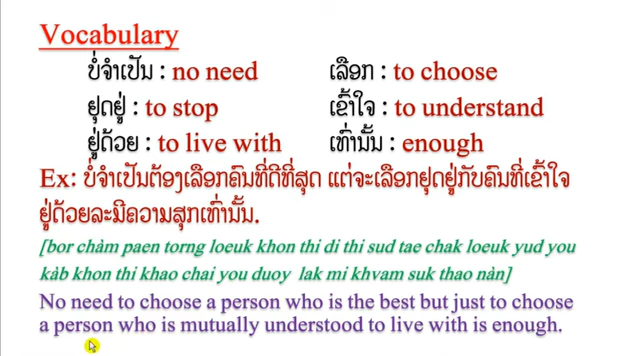 Vocabulary
ບໍ່ຈຳເປັນ : no need ເລືອກ : to choose
ຢຸດຢູ່ : to stop ເຂົ້າໃຈ : to understand
ຢູ່ດ້ວຍ : to live with ເທົ່ານັ້ນ : enough
Ex: ບໍ່ຈຳເປັນຕ້ອງເລືອກຄົນທີ່ດີທີ່ສຸດ ແຕ່ຈະເລືອກຢຸດຢູ່ກັບຄົນທີ່ເຂົ້າໃຈ
ຢູ່ດ້ວຍລະມີຄວາມສຸກເທົ່ານັ້ນ.
[bor chàm paen torng loeuk khon thi di thi sud tae chak loeuk yud you
kàb khon thi khao chai you duoy lak mi khvam suk thao nàn]
No need to choose a person who is the best but just to choose
a person who is mutually understood to live with is enough.